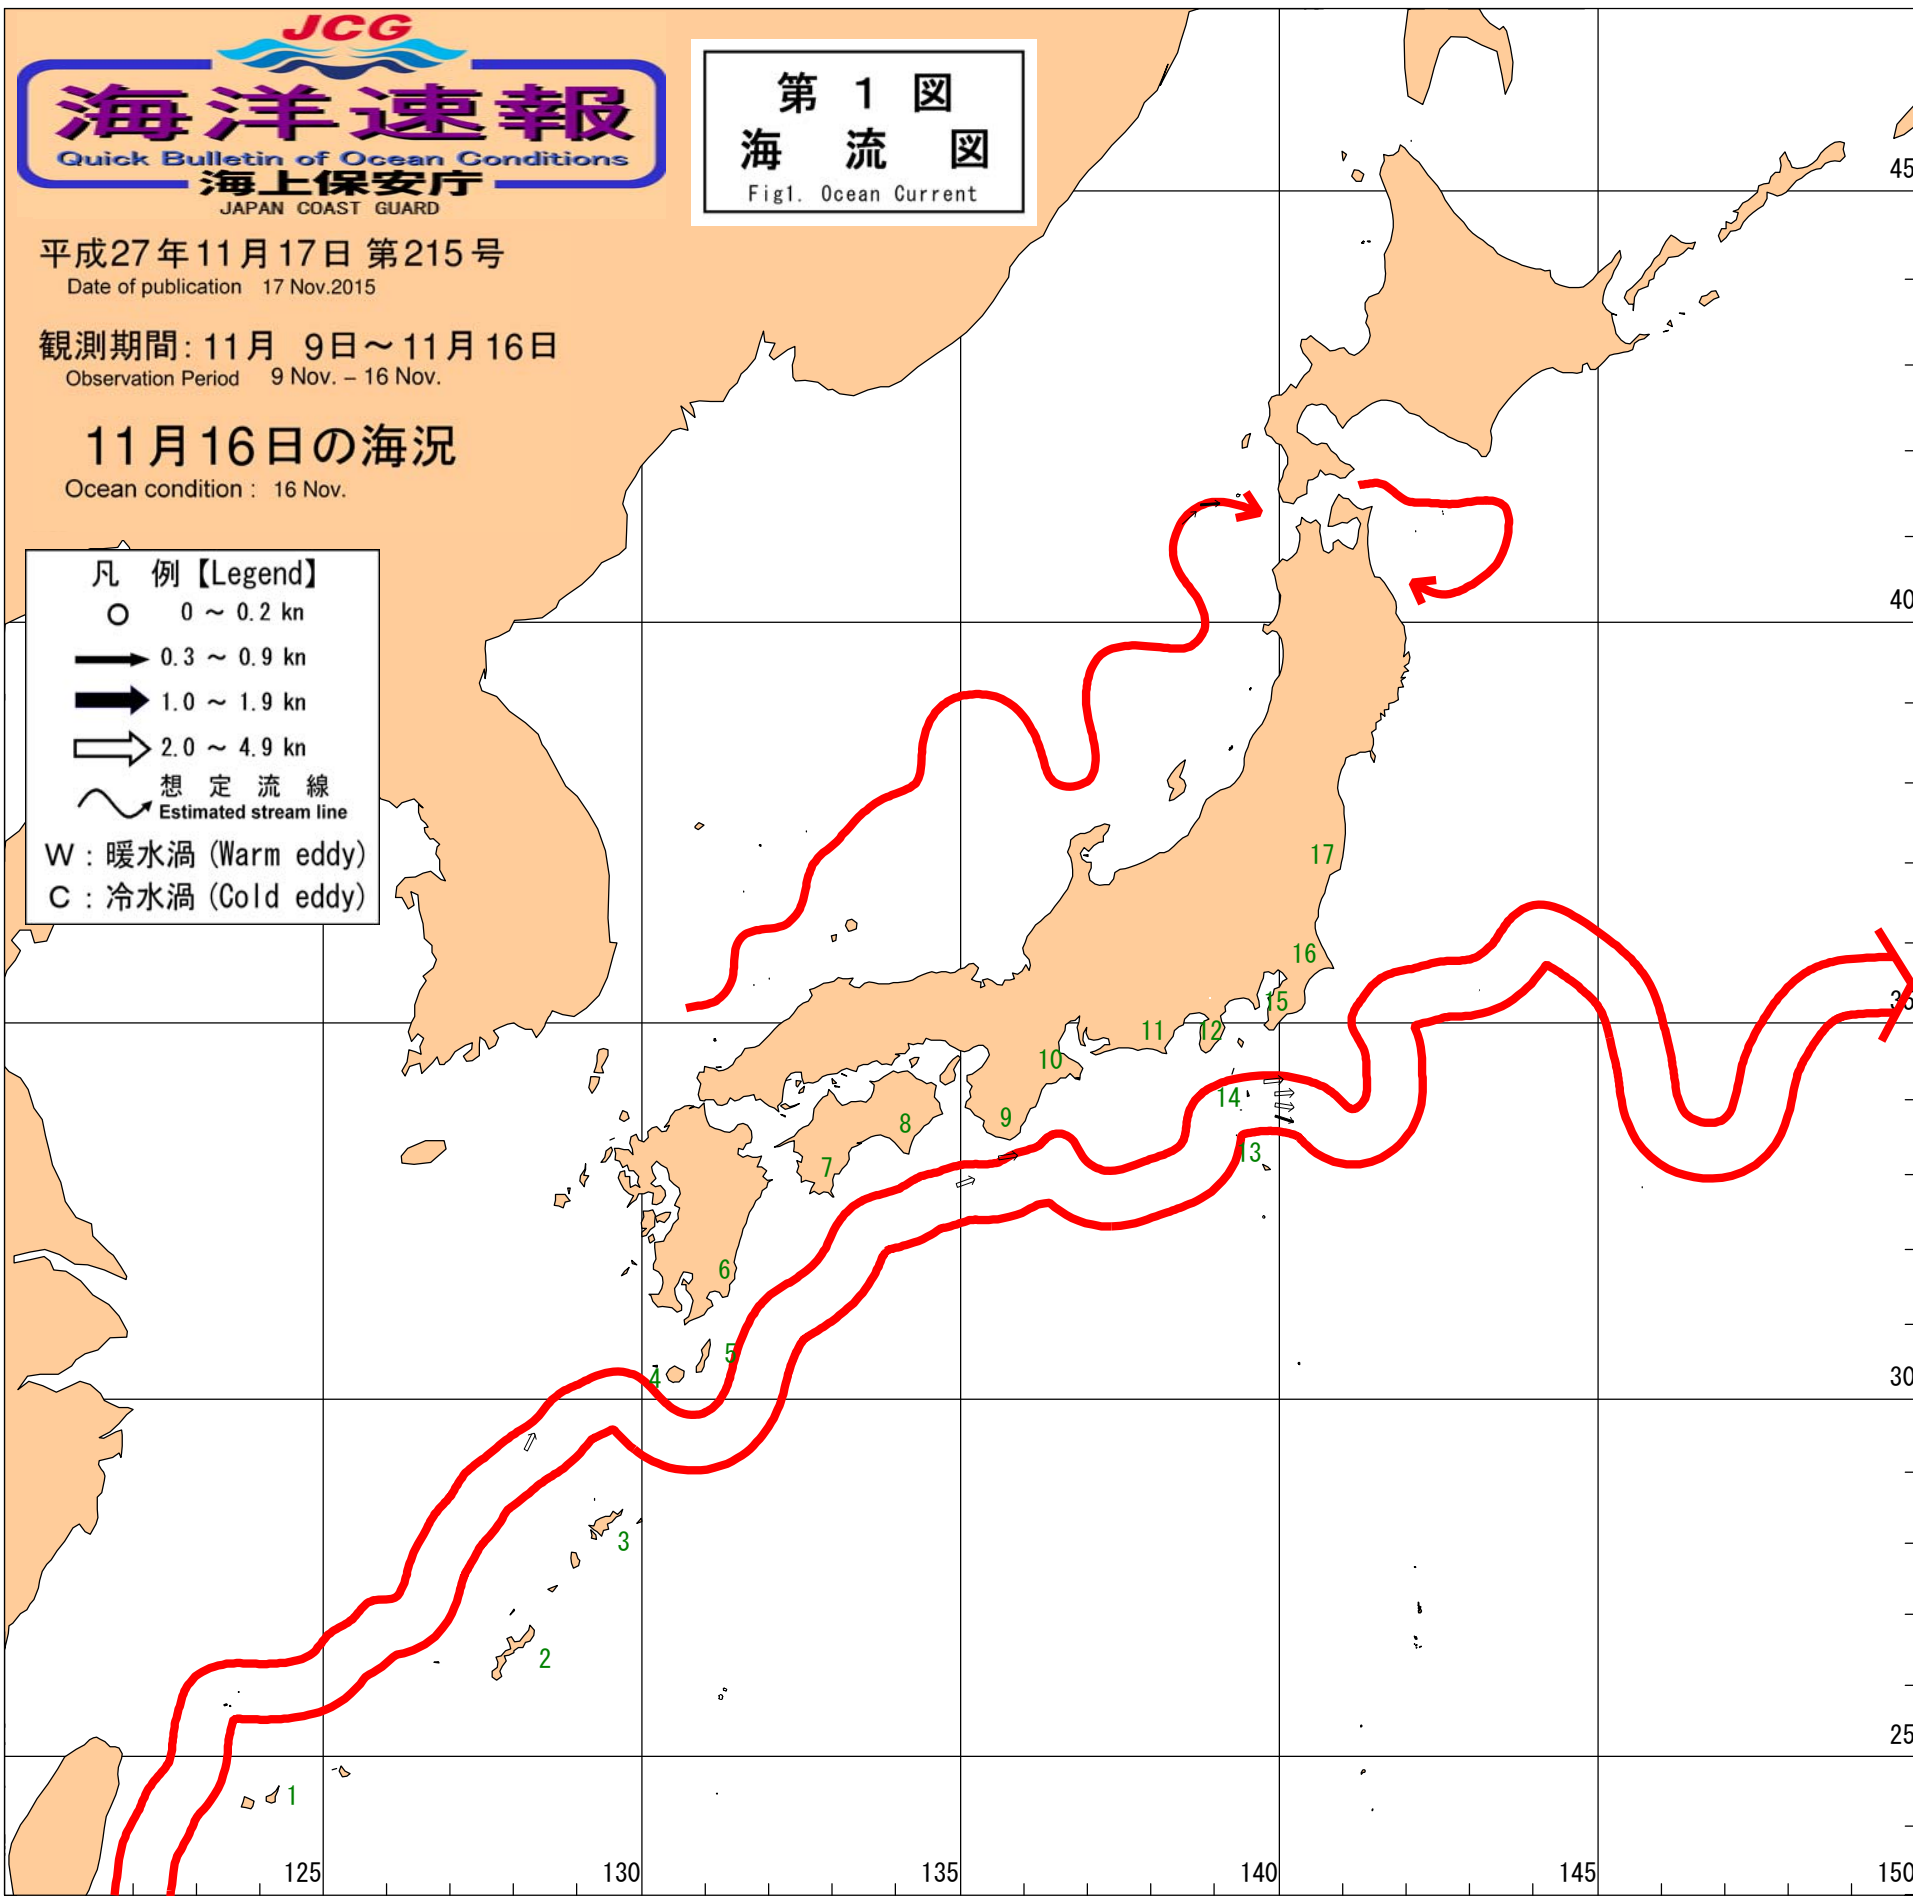 JCG
海洋速報
Quick Bulletin of Ocean Conditions
海上保安庁
JAPAN COAST GUARD
第 1 図
海 流 図
Fig1. Ocean Current
平成27年11月17日 第215号
Date of publication 17 Nov.2015
観測期間: 11月 9日～11月16日
Observation Period 9 Nov. – 16 Nov.
11月16日の海況
Ocean condition : 16 Nov.
凡 例【Legend】
0 ～ 0.2 kn
0.3 ～ 0.9 kn
1.0 ～ 1.9 kn
2.0 ～ 4.9 kn
想 定 流 線
Estimated stream line
W : 暖水渦 (Warm eddy)
C : 冷水渦 (Cold eddy)
45
40
17
16
35
15
11
12
10
14
9
8
13
7
6
5
4
30
3
2
25
1
125
130
135
140
145
150